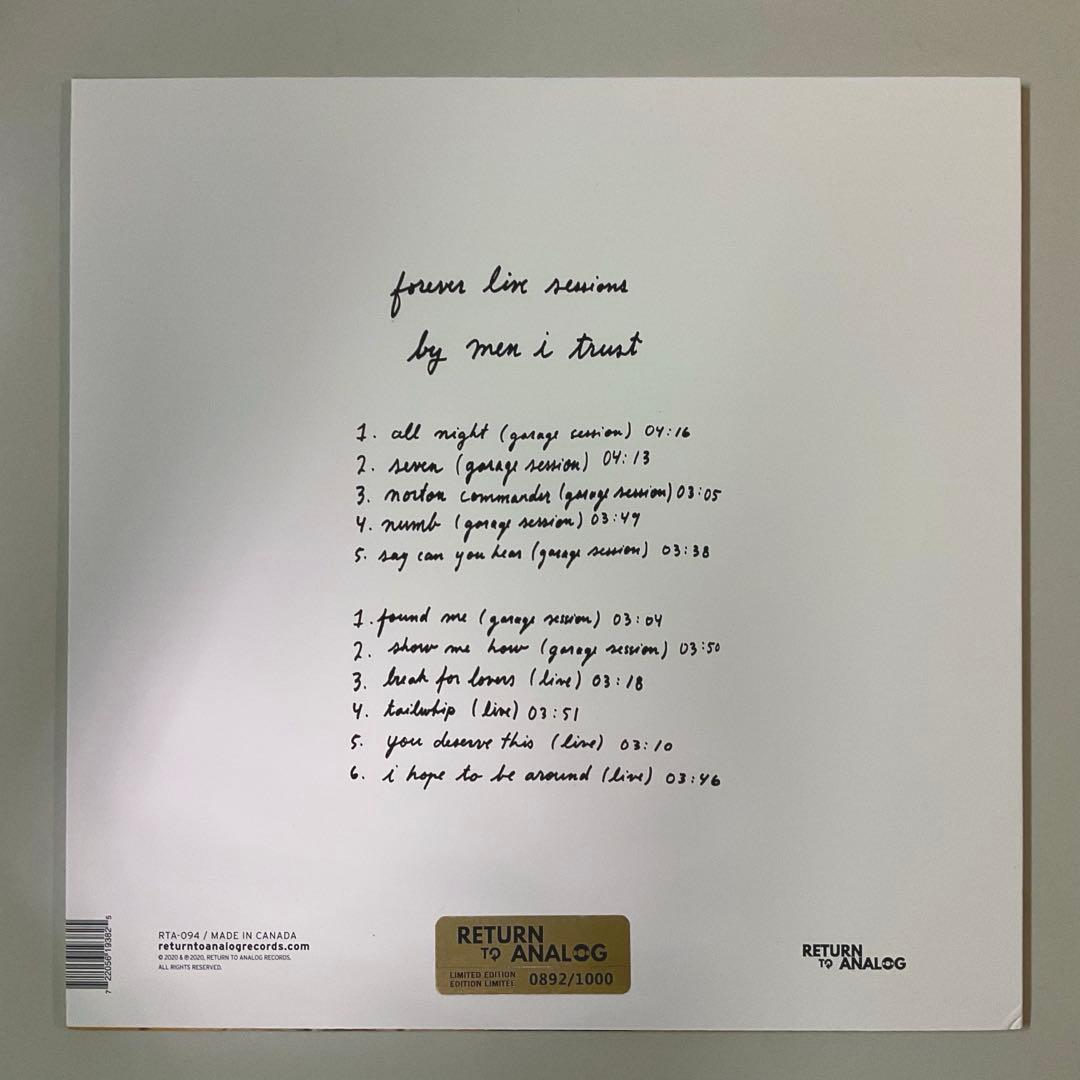 forever live sessions
by men i trust
1. all night (garage session) 04:16
2. seven (garage session) 04:13
3. norton commander (garage session) 03:05
4. numb (garage session) 03:49
5. say can you hear (garage session) 03:38
1. found me (garage session) 03:04
2. show me how (garage session) 03:50
3. break for lovers (live) 03:18
4. tailwhip (live) 03:51
5. you deserve this (live) 03:10
6. i hope to be around (live) 03:46
7 22056 19382 5
RTA-094 / MADE IN CANADA
returntoanalogrecords.com
© 2020 & ℗ 2020, RETURN TO ANALOG RECORDS.
ALL RIGHTS RESERVED.
RETURN
TO ANALOG
LIMITED EDITION
EDITION LIMITÉE 0892/1000
RETURN
TO ANALOG